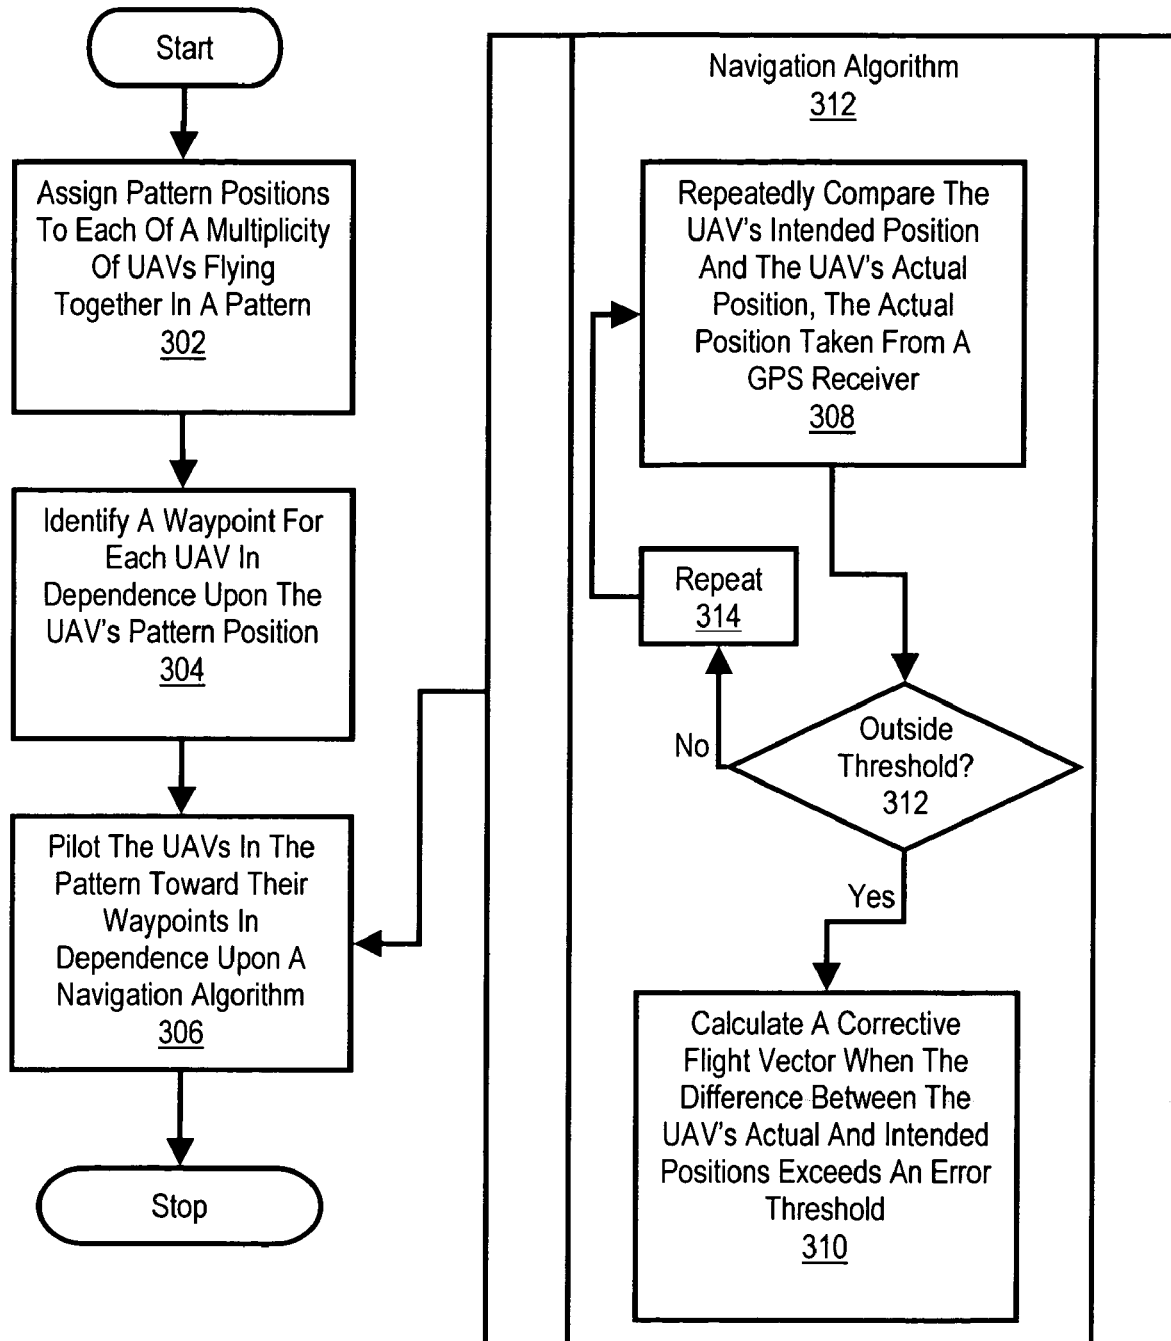 Start
Assign Pattern Positions
To Each Of A Multiplicity
Of UAVs Flying
Together In A Pattern
302
Identify A Waypoint For
Each UAV In
Dependence Upon The
UAV's Pattern Position
304
Pilot The UAVs In The
Pattern Toward Their
Waypoints In
Dependence Upon A
Navigation Algorithm
306
Stop
Navigation Algorithm
312
Repeatedly Compare The
UAV's Intended Position
And The UAV's Actual
Position, The Actual
Position Taken From A
GPS Receiver
308
Repeat
314
No
Outside
Threshold?
312
Yes
Calculate A Corrective
Flight Vector When The
Difference Between The
UAV's Actual And Intended
Positions Exceeds An Error
Threshold
310